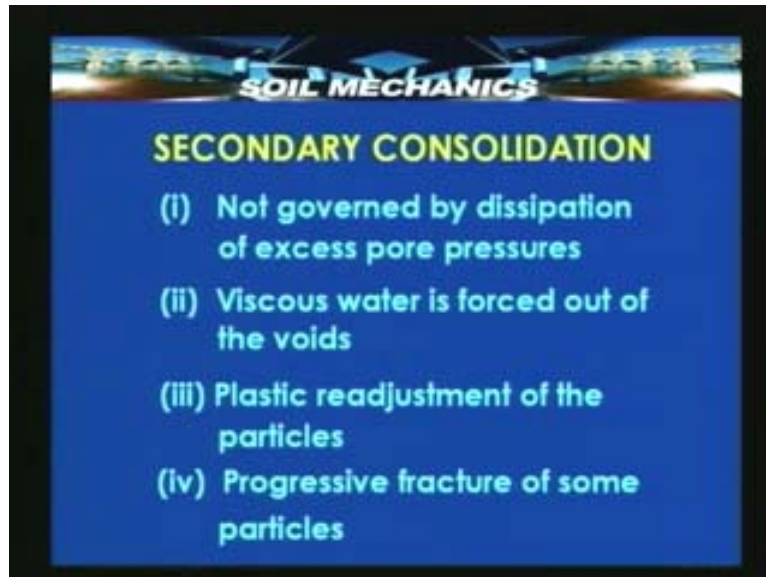 SOIL MECHANICS
SECONDARY CONSOLIDATION
(i) Not governed by dissipation
of excess pore pressures
(ii) Viscous water is forced out of
the voids
(iii) Plastic readjustment of the
particles
(iv) Progressive fracture of some
particles